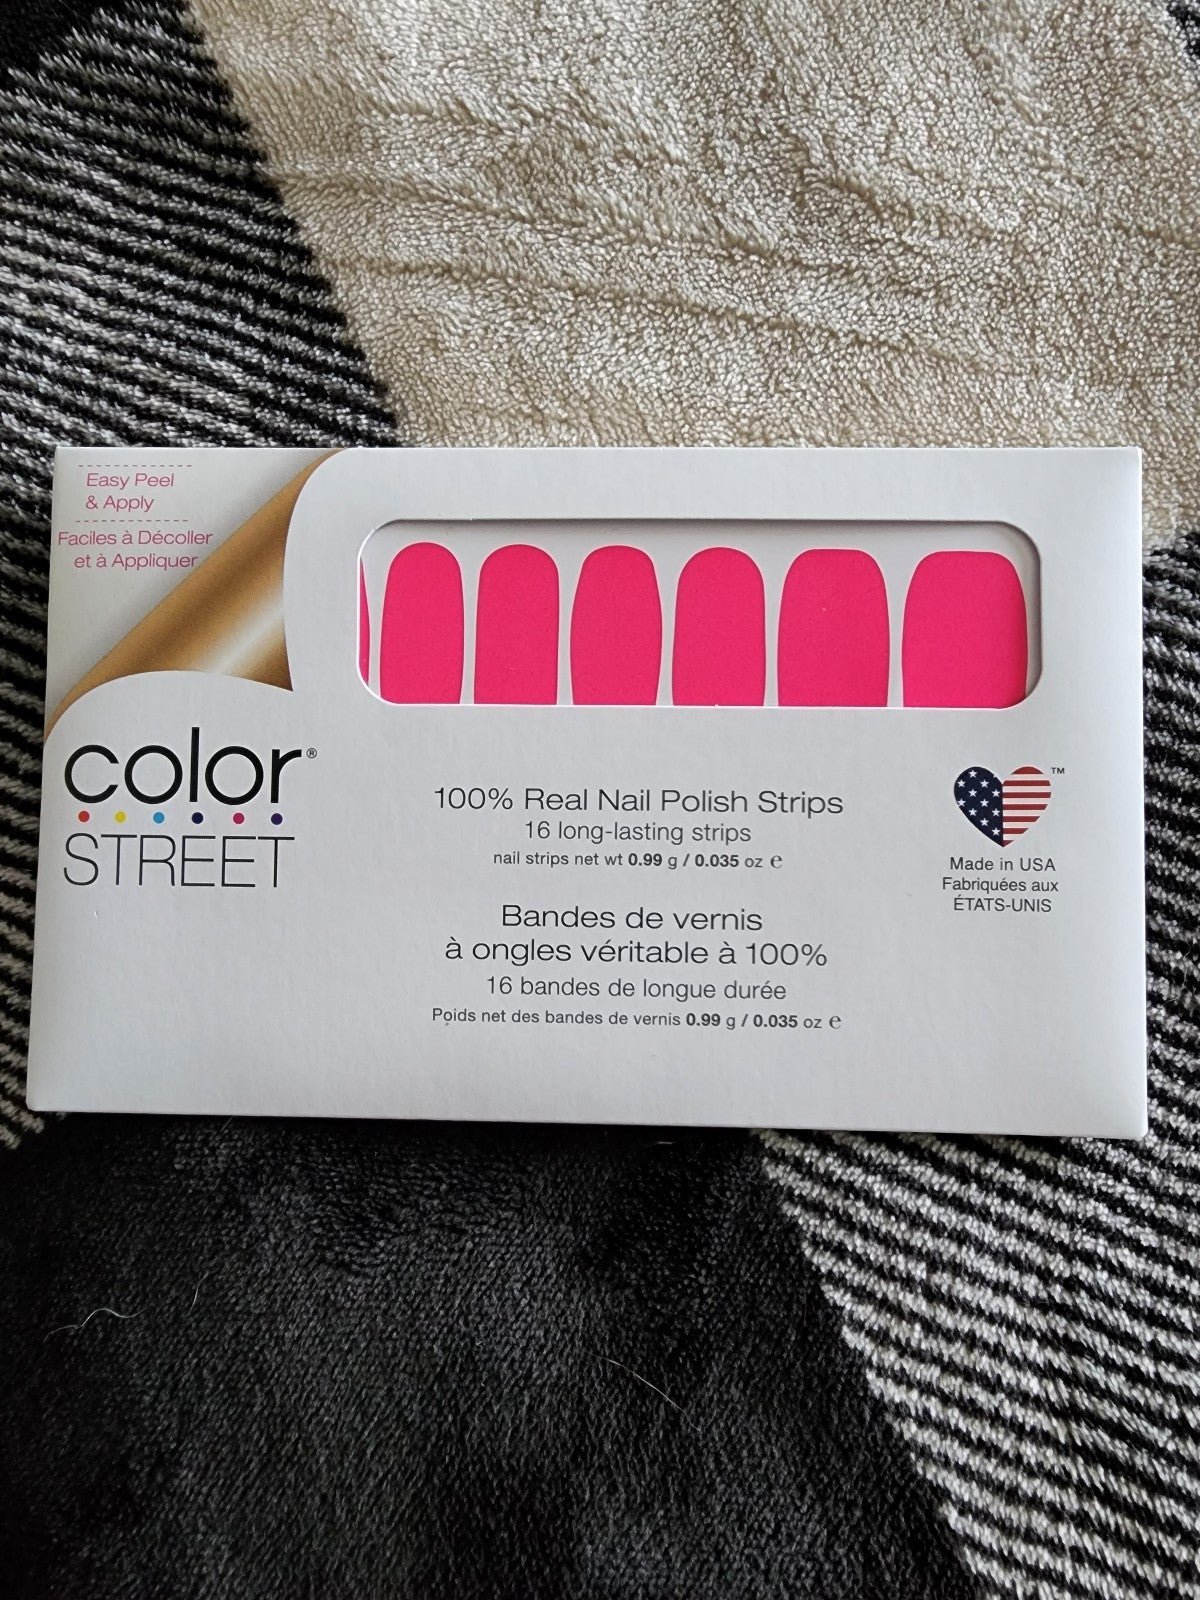 Easy Peel
& Apply
Faciles à Décoller
et à Appliquer
color®
STREET
100% Real Nail Polish Strips
16 long-lasting strips
nail strips net wt 0.99 g / 0.035 oz ℮
Bandes de vernis
à ongles véritable à 100%
16 bandes de longue durée
Poids net des bandes de vernis 0.99 g / 0.035 oz ℮
™
Made in USA
Fabriquées aux
ÉTATS-UNIS